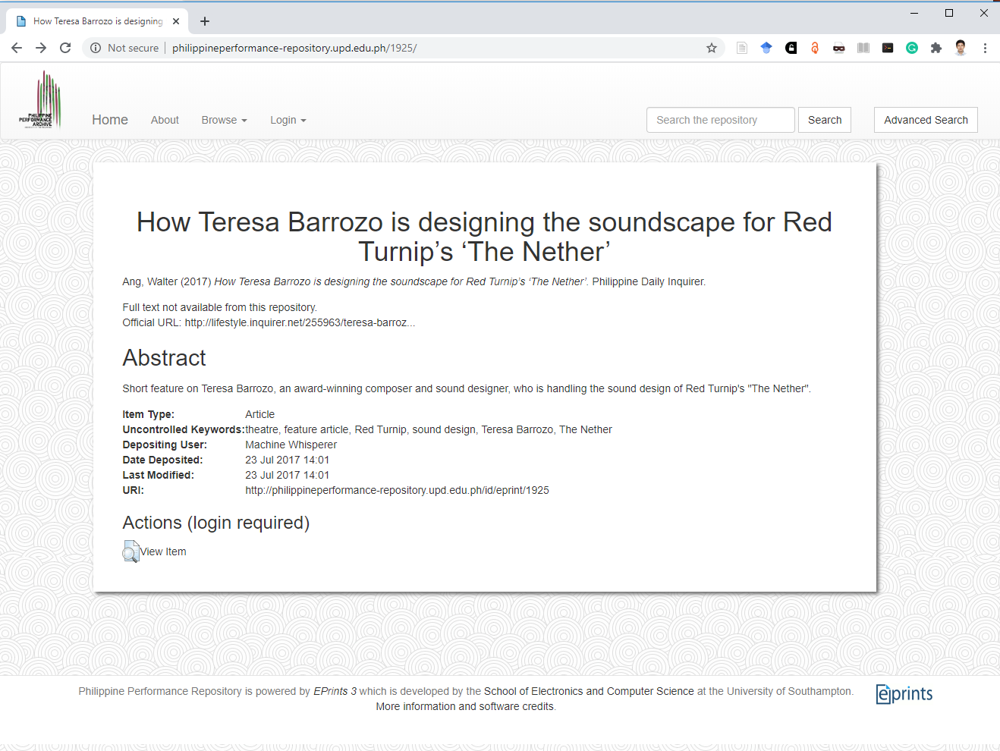 How Teresa Barrozo is designing
Not secure philippineperformance-repository.upd.edu.ph/1925/
PHILIPPINE
PERFORMANCE
ARCHIVE
Home About Browse Login Search the repository Search Advanced Search
How Teresa Barrozo is designing the soundscape for Red
Turnip’s ‘The Nether’
Ang, Walter (2017) How Teresa Barrozo is designing the soundscape for Red Turnip’s ‘The Nether’. Philippine Daily Inquirer.
Full text not available from this repository.
Official URL: http://lifestyle.inquirer.net/255963/teresa-barroz...
Abstract
Short feature on Teresa Barrozo, an award-winning composer and sound designer, who is handling the sound design of Red Turnip's "The Nether".
Item Type: Article
Uncontrolled Keywords: theatre, feature article, Red Turnip, sound design, Teresa Barrozo, The Nether
Depositing User: Machine Whisperer
Date Deposited: 23 Jul 2017 14:01
Last Modified: 23 Jul 2017 14:01
URI: http://philippineperformance-repository.upd.edu.ph/id/eprint/1925
Actions (login required)
View Item
Philippine Performance Repository is powered by EPrints 3 which is developed by the School of Electronics and Computer Science at the University of Southampton.
More information and software credits.
eprints